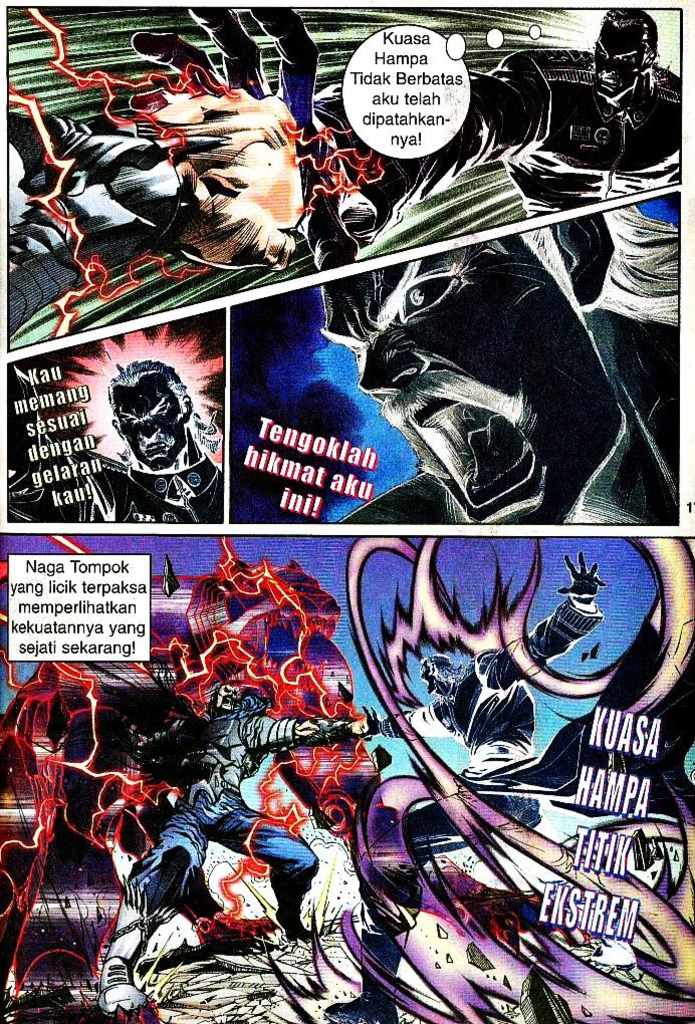 Kuasa
Hampa
Tidak Berbatas
aku telah
dipatahkan-
nya!
Kau
memang
sesuai
dengan
gelaran
kau!
Tengoklah
hikmat aku
ini!
Naga Tompok
yang licik terpaksa
memperlihatkan
kekuatannya yang
sejati sekarang!
KUASA
HAMPA
TITIK
EKSTREM